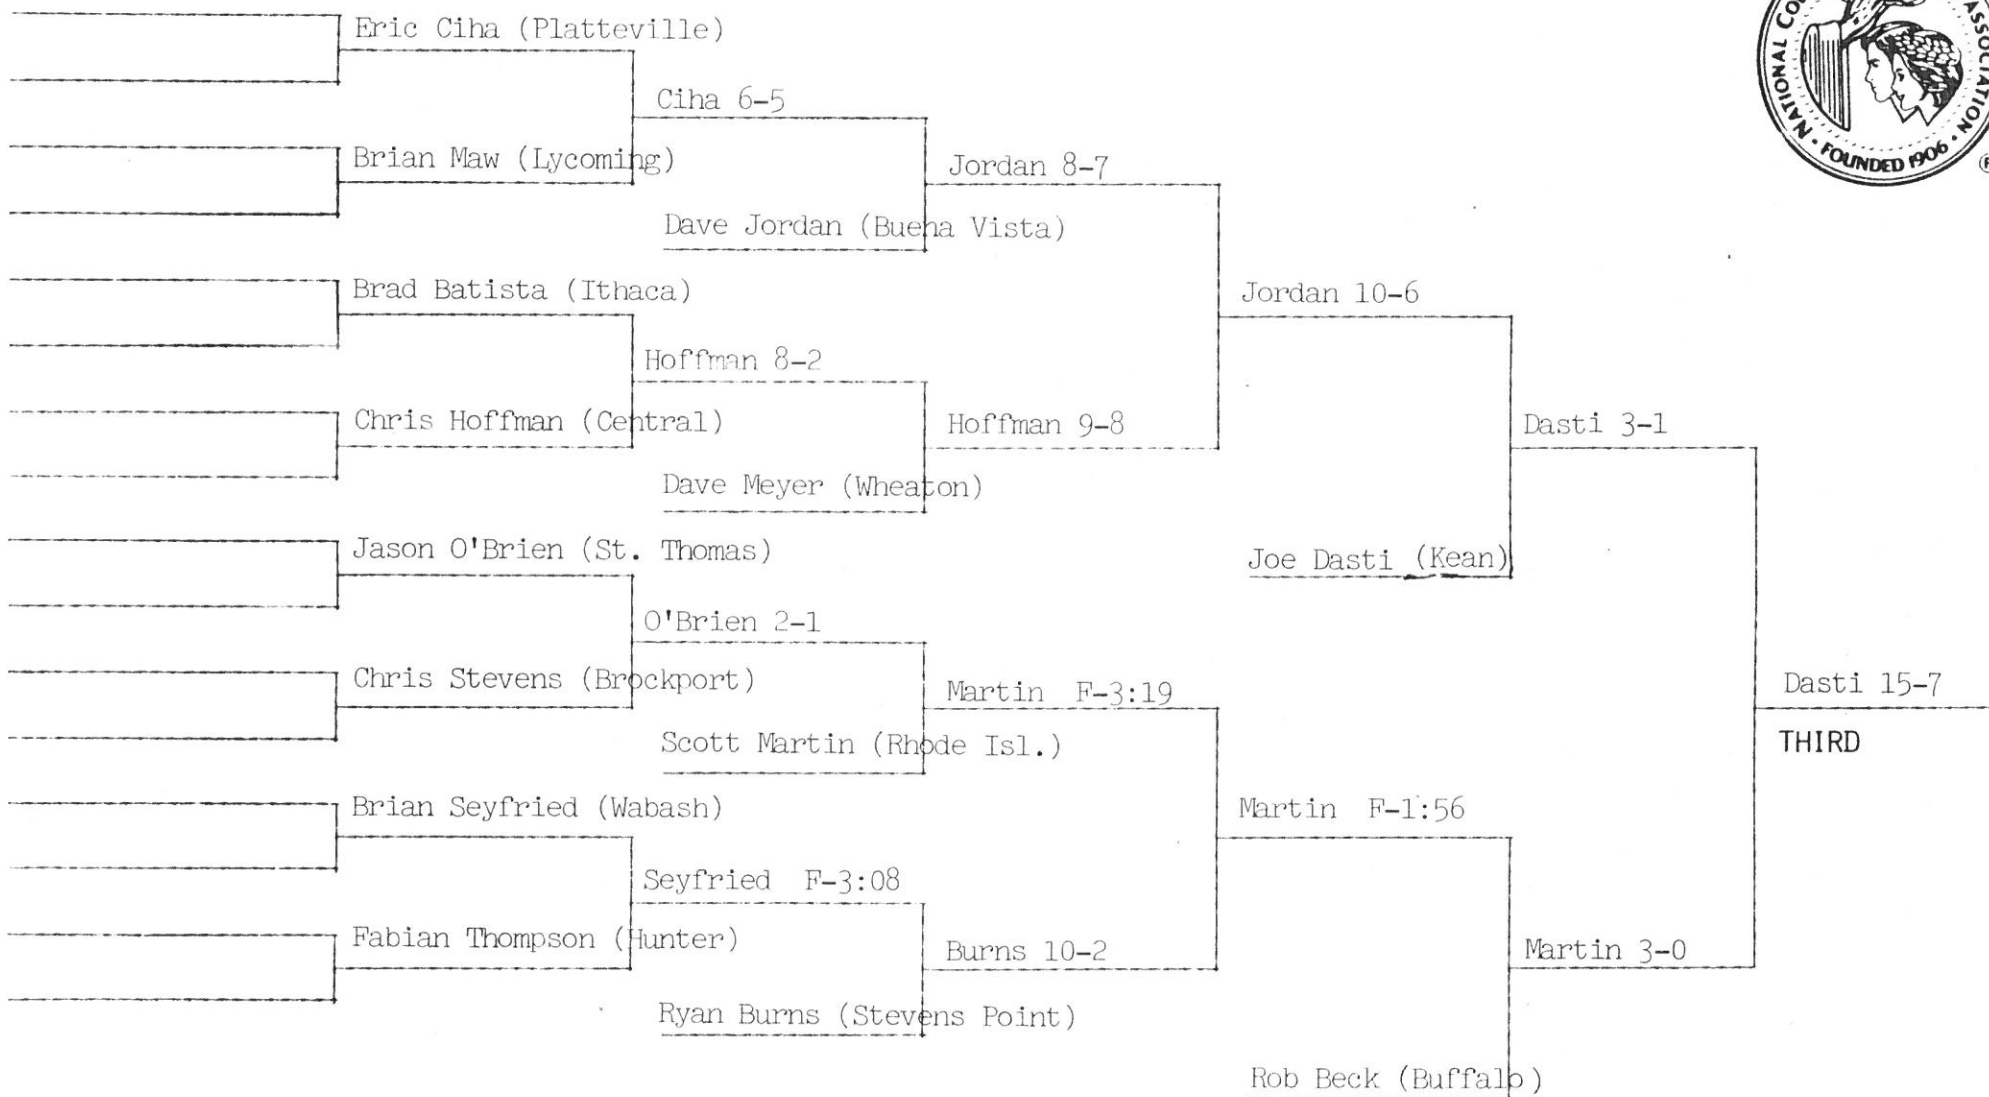 Eric Ciha (Platteville)
Ciha 6-5
Brian Maw (Lycoming)
Jordan 8-7
Dave Jordan (Buena Vista)
Brad Batista (Ithaca)
Jordan 10-6
Hoffman 8-2
Chris Hoffman (Central)
Hoffman 9-8
Dasti 3-1
Dave Meyer (Wheaton)
Jason O'Brien (St. Thomas)
Joe Dasti (Kean)
O'Brien 2-1
Chris Stevens (Brockport)
Martin F-3:19
Dasti 15-7
THIRD
Scott Martin (Rhode Isl.)
Brian Seyfried (Wabash)
Martin F-1:56
Seyfried F-3:08
Fabian Thompson (Hunter)
Burns 10-2
Martin 3-0
Ryan Burns (Stevens Point)
Rob Beck (Buffalo)
NATIONAL
ASSOCIATION
FOUNDED 1906